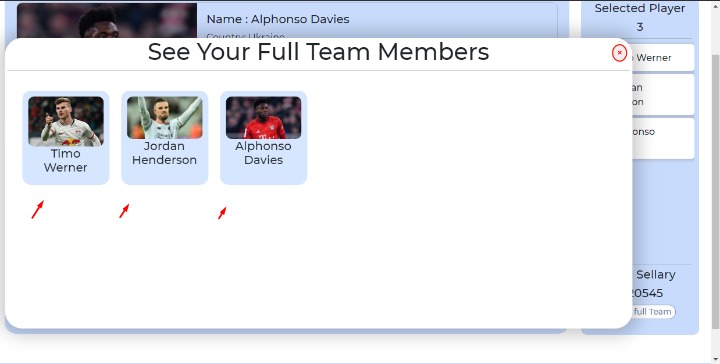 Name : Alphonso Davies
Country: Ukraine
Selected Player
3
See Your Full Team Members
Werner
Timo
Werner
Jordan
Henderson
Alphonso
Davies
an
on
onso
Sellary
20545
full Team